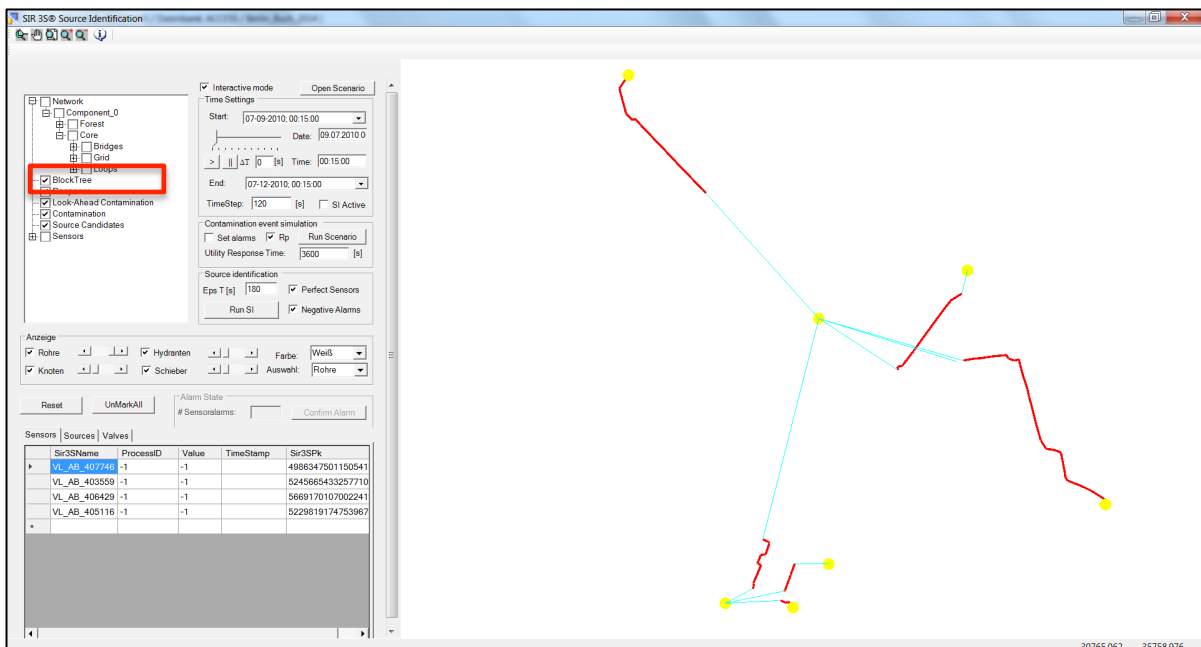 SIR 3S® Source Identification
Interactive mode
Open Scenario
Network
Component_0
Forest
Core
Bridges
Grid
Loops
BlockTree
Look-Ahead Contamination
Contamination
Source Candidates
Sensors
Time Settings
Start: 07-09-2010; 00:15:00
Date: 09.07.2010 0
> || ΔT 0 [s] Time: 00:15:00
End: 07-12-2010; 00:15:00
TimeStep: 120 [s] SI Active
Contamination event simulation
Set alarms Rp Run Scenario
Utility Response Time: 3600 [s]
Source identification
Eps T [s] 180 Perfect Sensors
Run SI Negative Alarms
Anzeige
Rohre Hydranten Farbe: Weiß
Knoten Schieber Auswahl: Rohre
Reset UnMarkAll
Alarm State
# Sensoralarms: Confirm Alarm
Sensors Sources Valves
Sir3SName ProcessID Value TimeStamp Sir3SPk
VL_AB_407746 -1 -1 4986347501150541
VL_AB_403559 -1 -1 5245665433257710
VL_AB_406429 -1 -1 5669170107002241
VL_AB_405116 -1 -1 5229819174753967